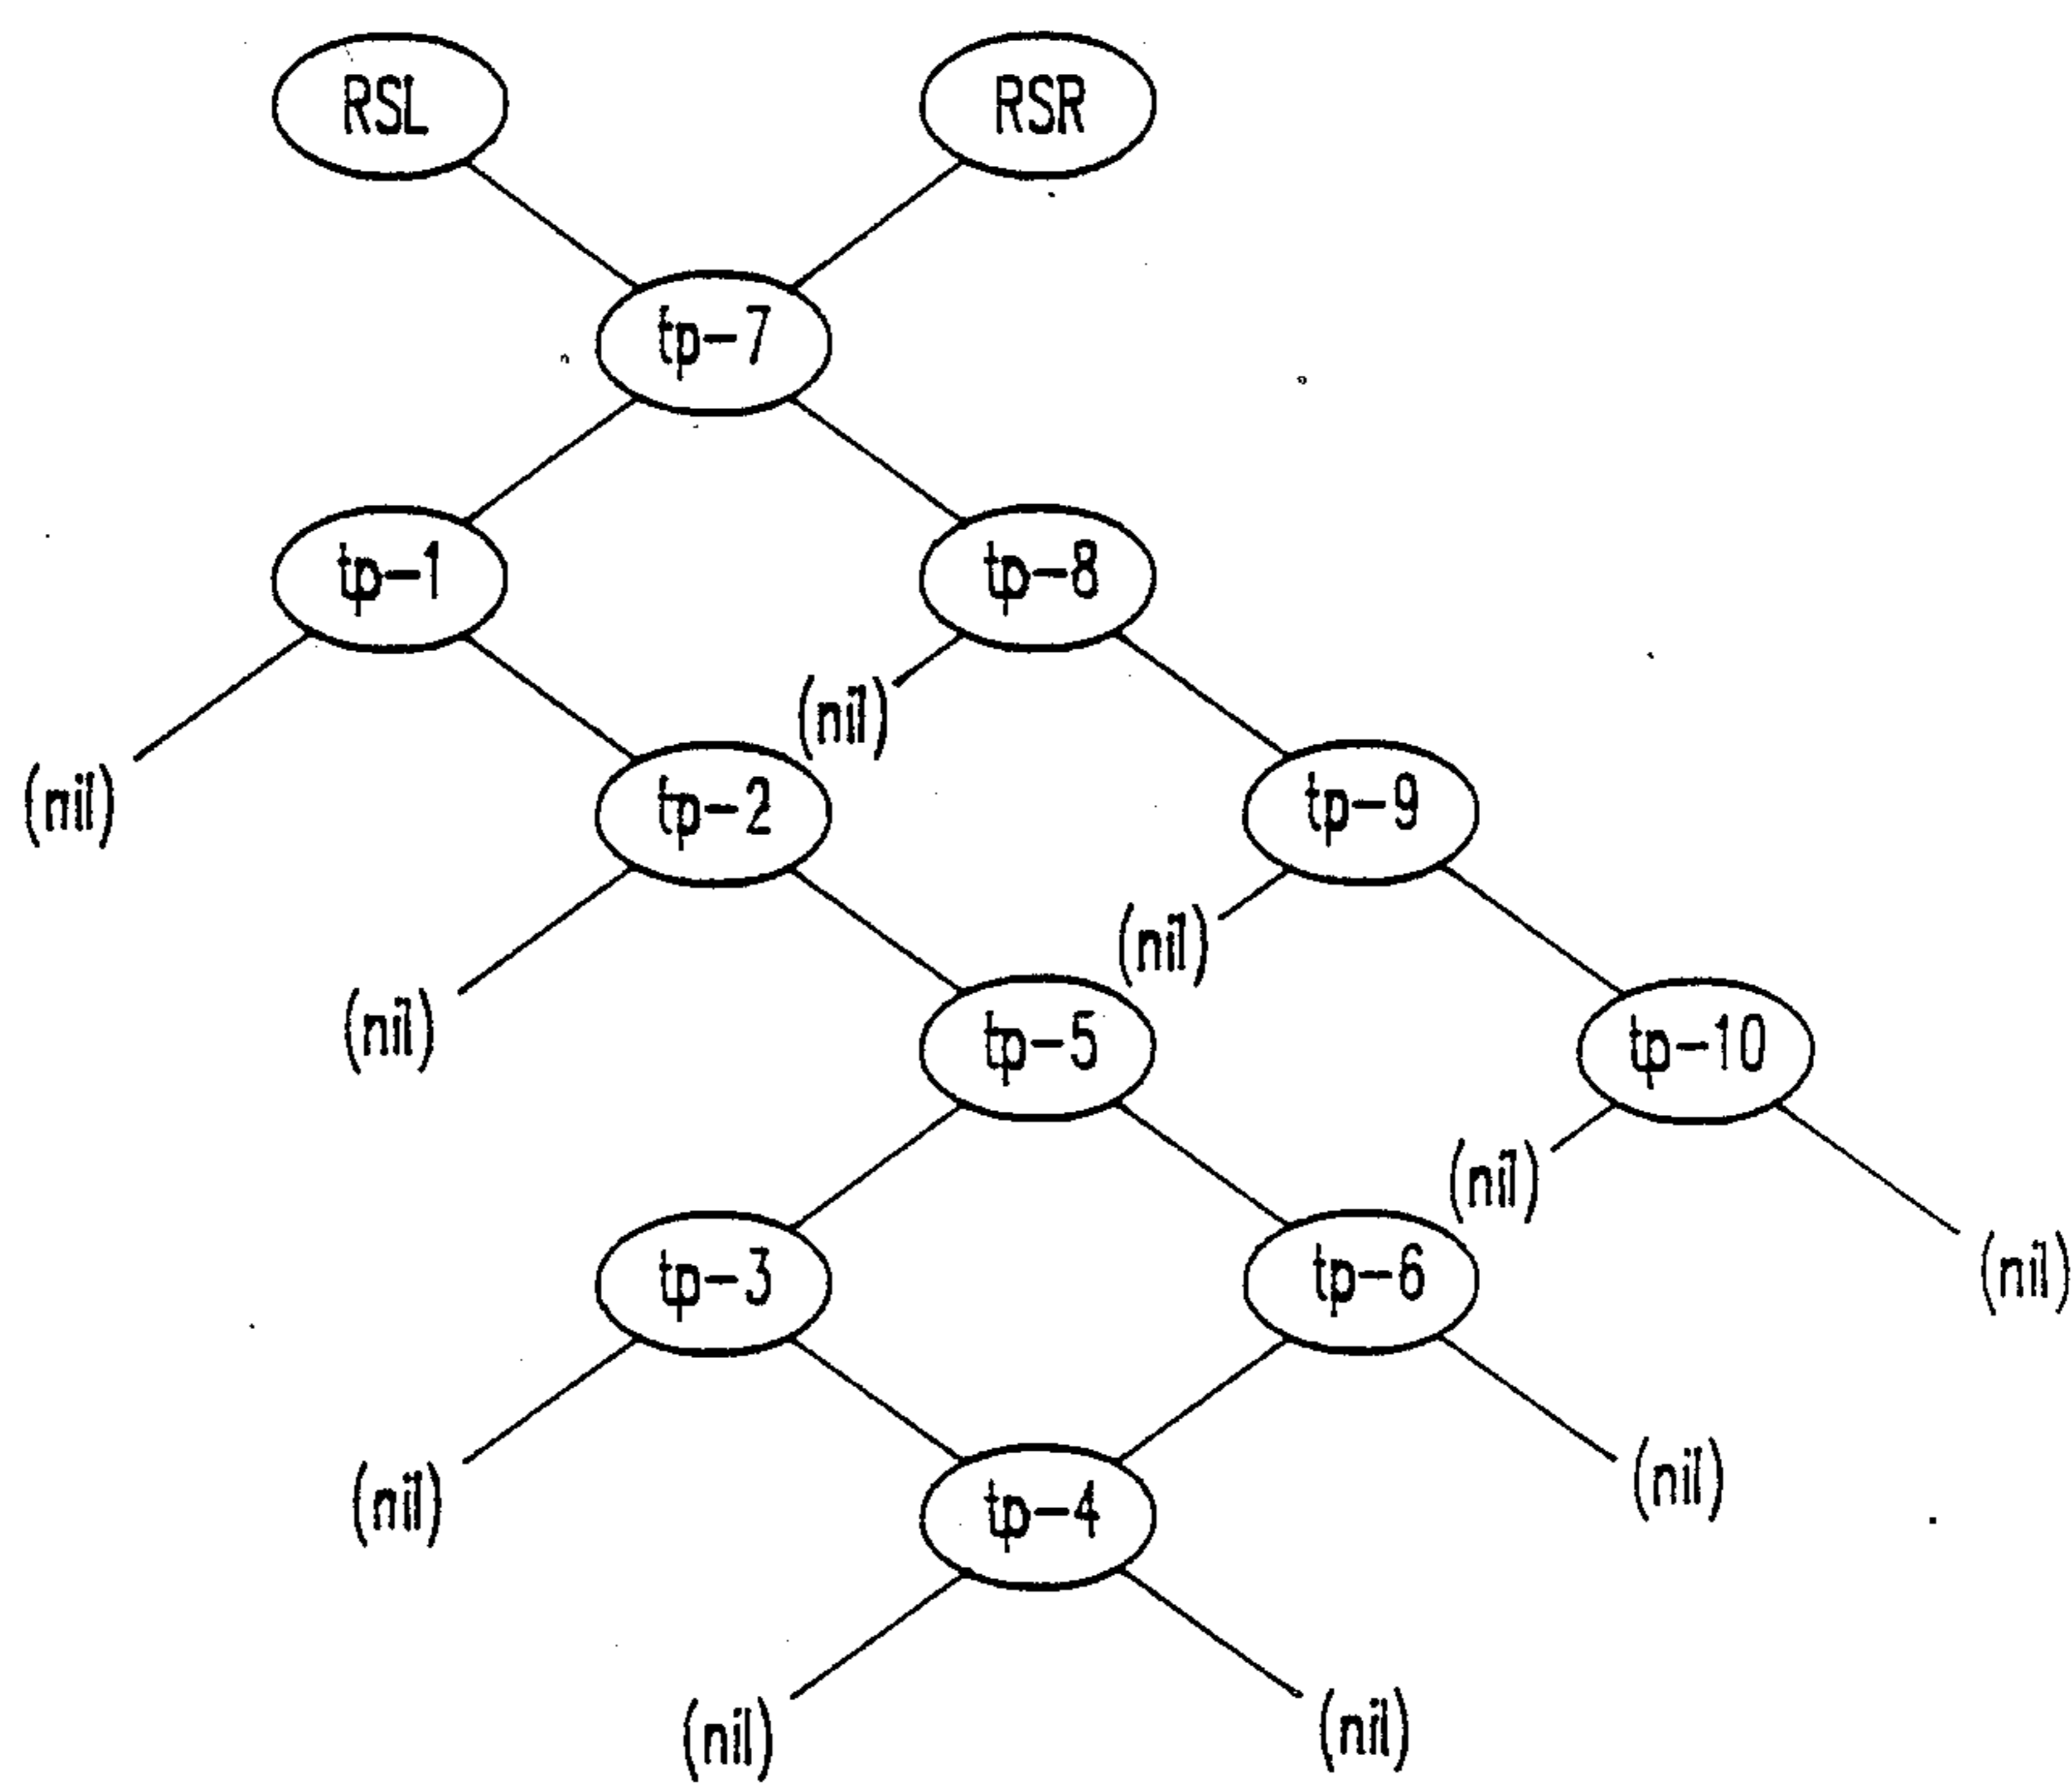 RSL
RSR
tp-7
tp-1
tp-8
(nil)
(nil)
tp-2
tp-9
(nil)
(nil)
tp-5
tp-10
(nil)
(nil)
tp-3
tp-6
(nil)
(nil)
tp-4
(nil)
(nil)